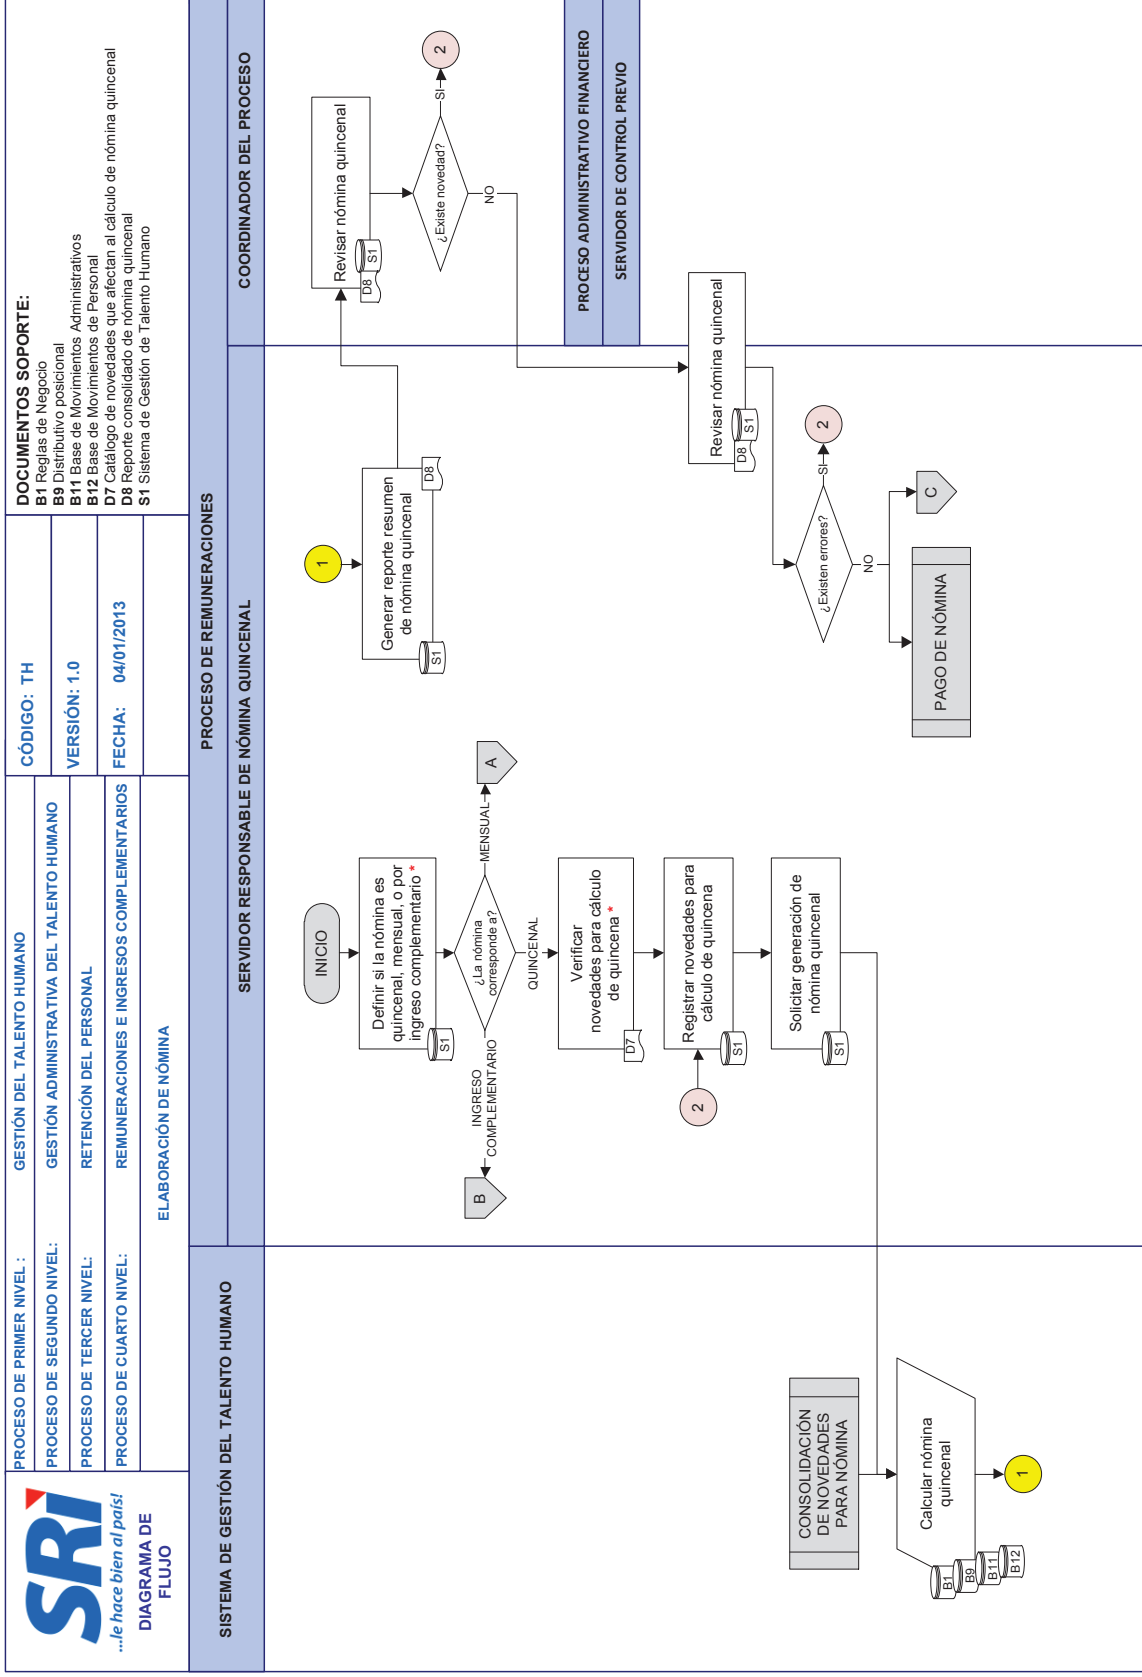 SRi
...le hace bien al país!
DIAGRAMA DE
FLUJO
PROCESO DE PRIMER NIVEL :
GESTIÓN DEL TALENTO HUMANO
PROCESO DE SEGUNDO NIVEL:
GESTIÓN ADMINISTRATIVA DEL TALENTO HUMANO
PROCESO DE TERCER NIVEL:
RETENCIÓN DEL PERSONAL
PROCESO DE CUARTO NIVEL:
REMUNERACIONES E INGRESOS COMPLEMENTARIOS
ELABORACIÓN DE NÓMINA
CÓDIGO: TH
VERSIÓN: 1.0
FECHA: 04/01/2013
DOCUMENTOS SOPORTE:
B1 Reglas de Negocio
B9 Distributivo posicional
B11 Base de Movimientos Administrativos
B12 Base de Movimientos de Personal
D7 Catálogo de novedades que afectan al cálculo de nómina quincenal
D8 Reporte consolidado de nómina quincenal
S1 Sistema de Gestión de Talento Humano
SISTEMA DE GESTIÓN DEL TALENTO HUMANO
PROCESO DE REMUNERACIONES
SERVIDOR RESPONSABLE DE NÓMINA QUINCENAL
COORDINADOR DEL PROCESO
INICIO
Definir si la nómina es
quincenal, mensual, o por
ingreso complementario *
S1
¿La nómina
corresponde a?
MENSUAL
A
INGRESO
COMPLEMENTARIO
B
QUINCENAL
Verificar
novedades para cálculo
de quincena *
D7
Registrar novedades para
cálculo de quincena
S1
2
Solicitar generación de
nómina quincenal
S1
CONSOLIDACIÓN
DE NOVEDADES
PARA NÓMINA
Calcular nómina
quincenal
B1
B9
B11
B12
1
1
Generar reporte resumen
de nómina quincenal
S1
D8
Revisar nómina quincenal
D8
S1
¿Existe novedad?
SI
2
NO
PROCESO ADMINISTRATIVO FINANCIERO
SERVIDOR DE CONTROL PREVIO
Revisar nómina quincenal
D8
S1
¿Existen errores?
SI
2
NO
PAGO DE NÓMINA
C